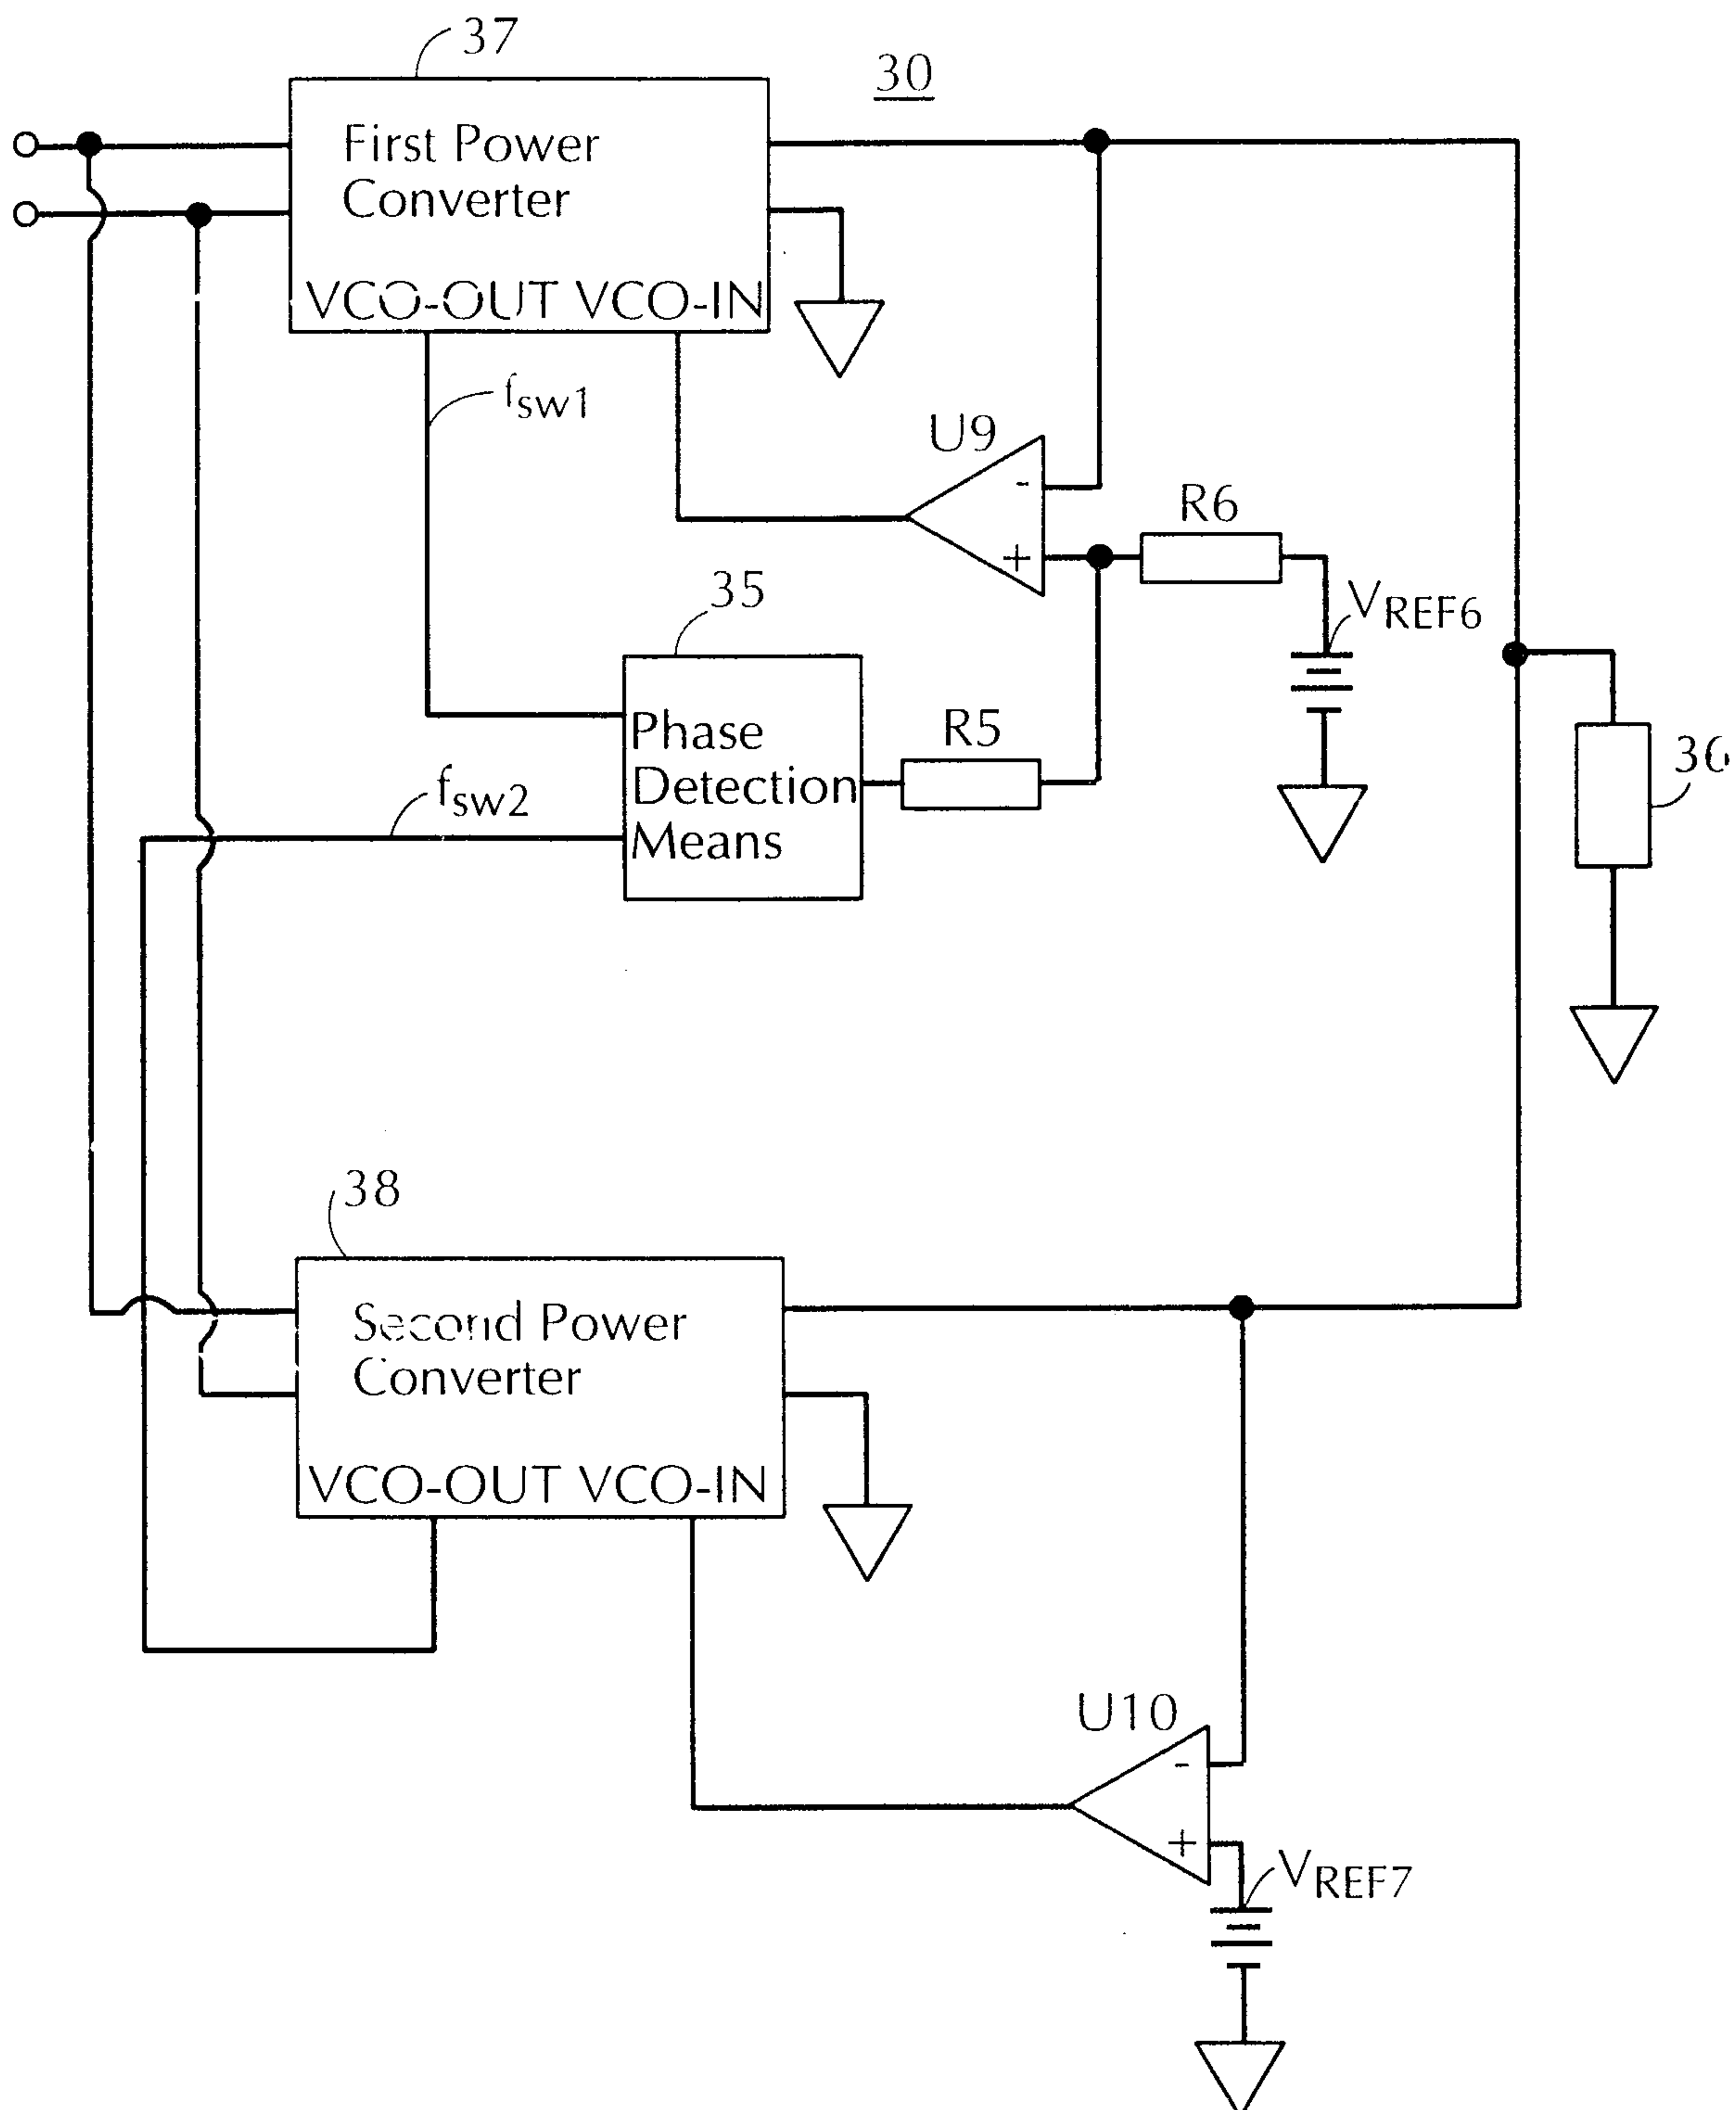 37
30
First Power
Converter
VCO-OUT VCO-IN
fsw1
U9
-
+
R6
VREF6
35
Phase
Detection
Means
R5
fsw2
36
38
Second Power
Converter
VCO-OUT VCO-IN
U10
-
+
VREF7